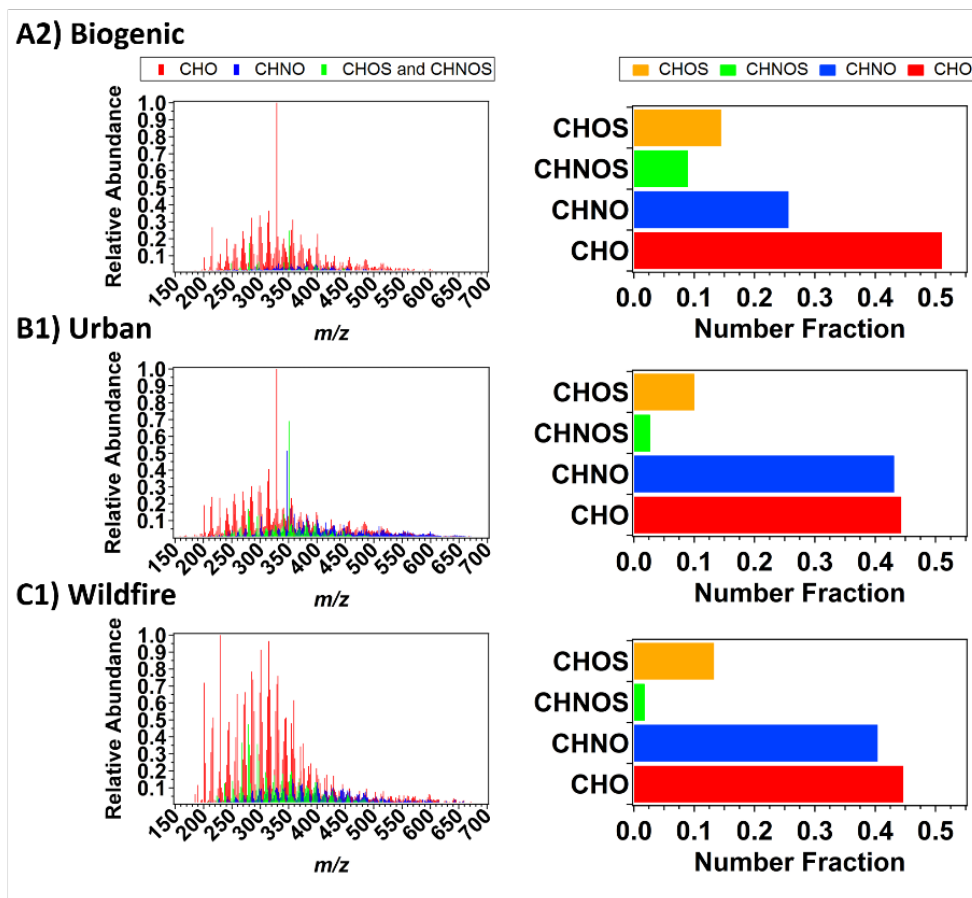 A2) Biogenic
CHO CHNO CHOS and CHNOS
Relative Abundance
1.0
0.9
0.8
0.7
0.6
0.5
0.4
0.3
0.2
0.1
150 200 250 300 350 400 450 500 550 600 650 700
m/z
CHOS CHNOS CHNO CHO
CHOS
CHNOS
CHNO
CHO
0.0 0.1 0.2 0.3 0.4 0.5
Number Fraction
B1) Urban
Relative Abundance
1.0
0.9
0.8
0.7
0.6
0.5
0.4
0.3
0.2
0.1
150 200 250 300 350 400 450 500 550 600 650 700
m/z
CHOS
CHNOS
CHNO
CHO
0.0 0.1 0.2 0.3 0.4 0.5
Number Fraction
C1) Wildfire
Relative Abundance
1.0
0.9
0.8
0.7
0.6
0.5
0.4
0.3
0.2
0.1
150 200 250 300 350 400 450 500 550 600 650 700
m/z
CHOS
CHNOS
CHNO
CHO
0.0 0.1 0.2 0.3 0.4 0.5
Number Fraction